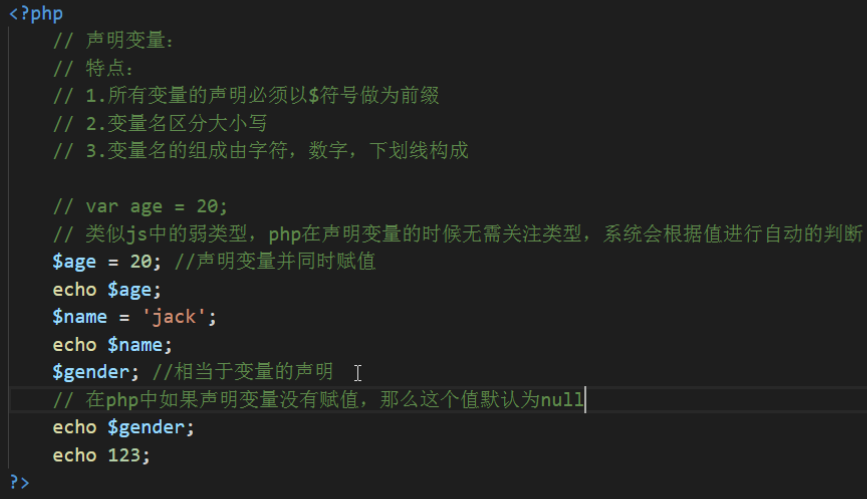 <?php
// 声明变量：
// 特点：
// 1.所有变量的声明必须以$符号做为前缀
// 2.变量名区分大小写
// 3.变量名的组成由字符，数字，下划线构成
// var age = 20;
// 类似js中的弱类型，php在声明变量的时候无需关注类型，系统会根据值进行自动的判断
$age = 20; //声明变量并同时赋值
echo $age;
$name = 'jack';
echo $name;
$gender; //相当于变量的声明
// 在php中如果声明变量没有赋值，那么这个值默认为null
echo $gender;
echo 123;
?>